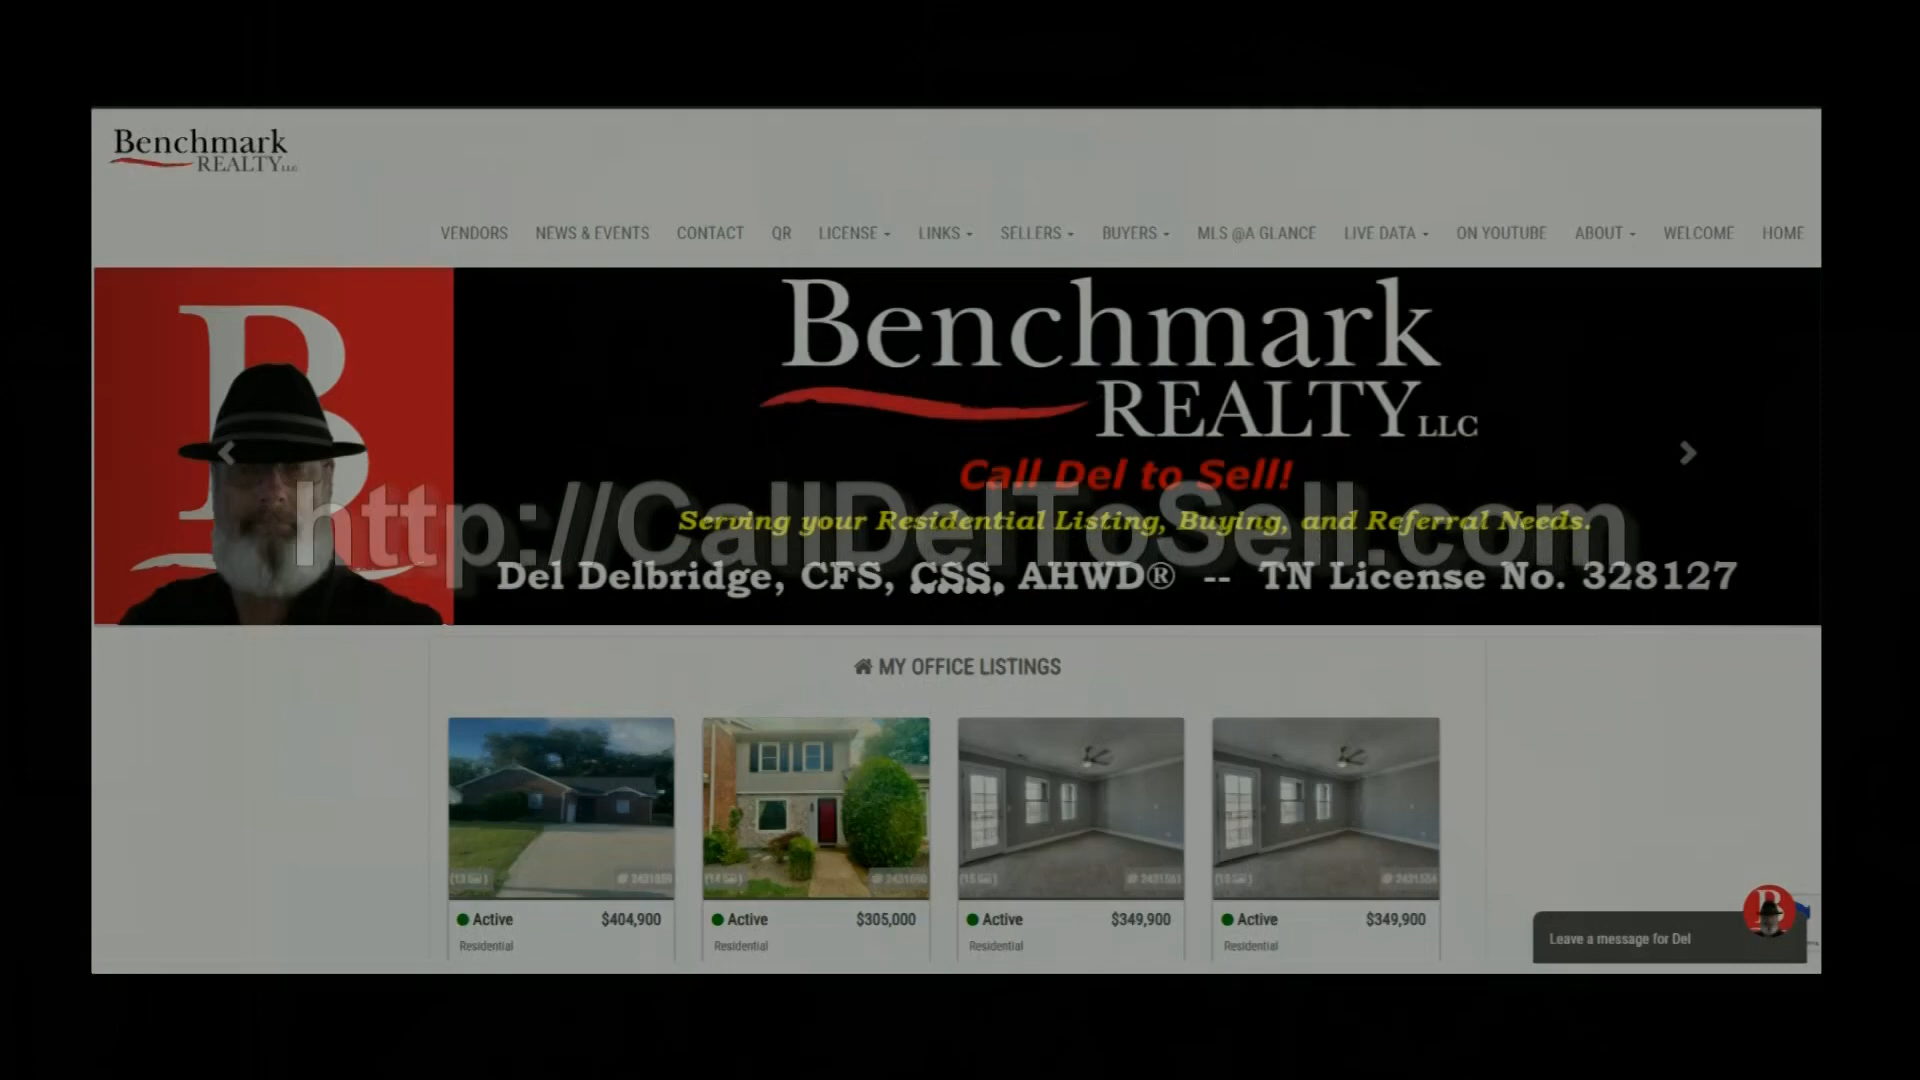 Benchmark
REALTY LLC
VENDORS NEWS & EVENTS CONTACT QR LICENSE LINKS SELLERS BUYERS MLS @A GLANCE LIVE DATA ON YOUTUBE ABOUT WELCOME HOME
B
Benchmark
REALTY LLC
Call Del to Sell!
http://CallDelToSell.com
Serving your Residential Listing, Buying, and Referral Needs.
Del Delbridge, CFS, CSS, AHWD® -- TN License No. 328127
MY OFFICE LISTINGS
Active $404,900
Residential
Active $305,000
Residential
Active $349,900
Residential
Active $349,900
Residential
Leave a message for Del